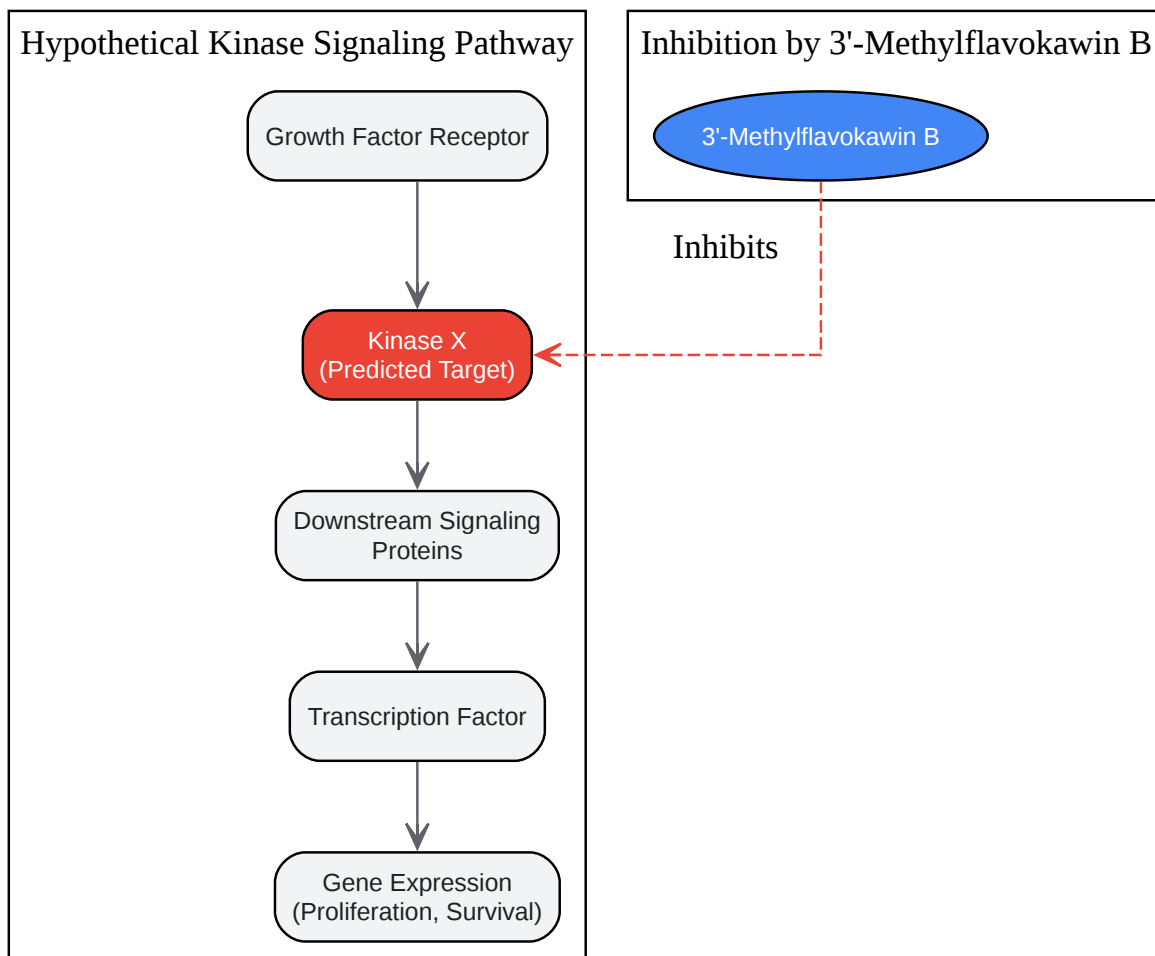 Hypothetical Kinase Signaling Pathway
Growth Factor Receptor
Kinase X
(Predicted Target)
Downstream Signaling
Proteins
Transcription Factor
Gene Expression
(Proliferation, Survival)
Inhibition by 3'-Methylflavokawin B
3'-Methylflavokawin B
Inhibits